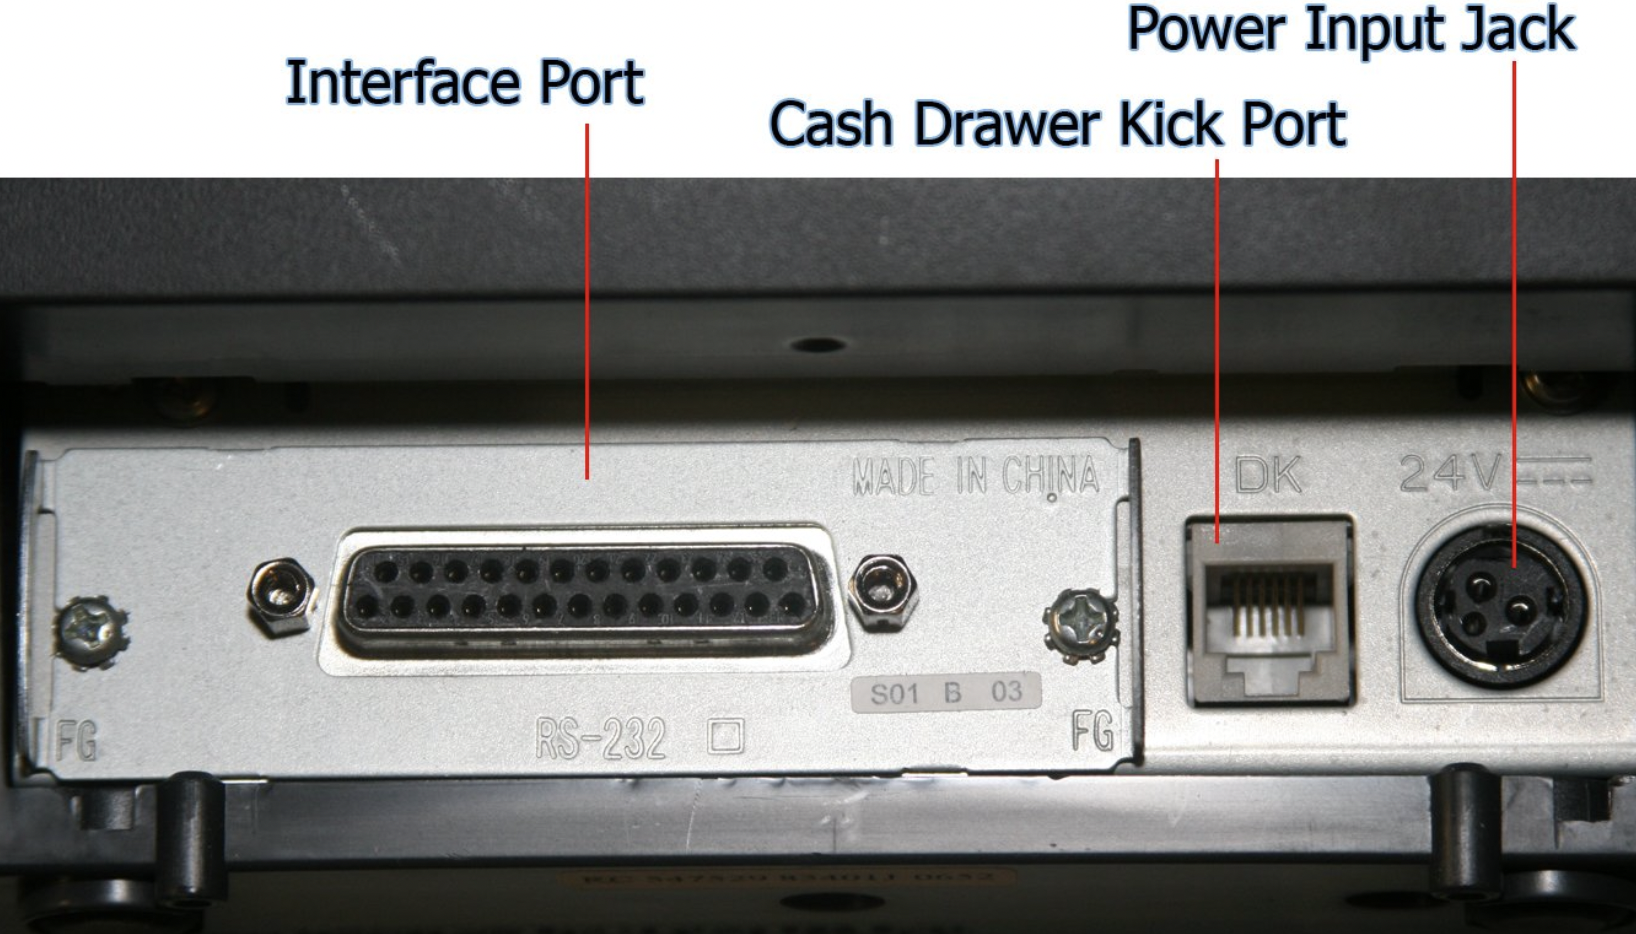 Power Input Jack
Interface Port
Cash Drawer Kick Port
MADE IN CHINA
DK
24V
S01 B 03
FG
RS-232
FG